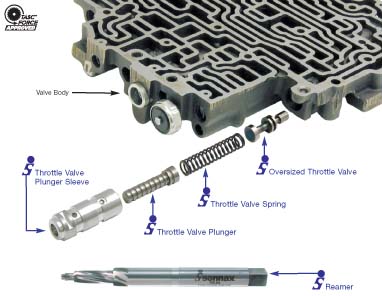 TASC
FORCE
APPROVED
Valve Body
Oversized Throttle Valve
Throttle Valve
Plunger Sleeve
Throttle Valve Spring
Throttle Valve Plunger
sonnax
Reamer